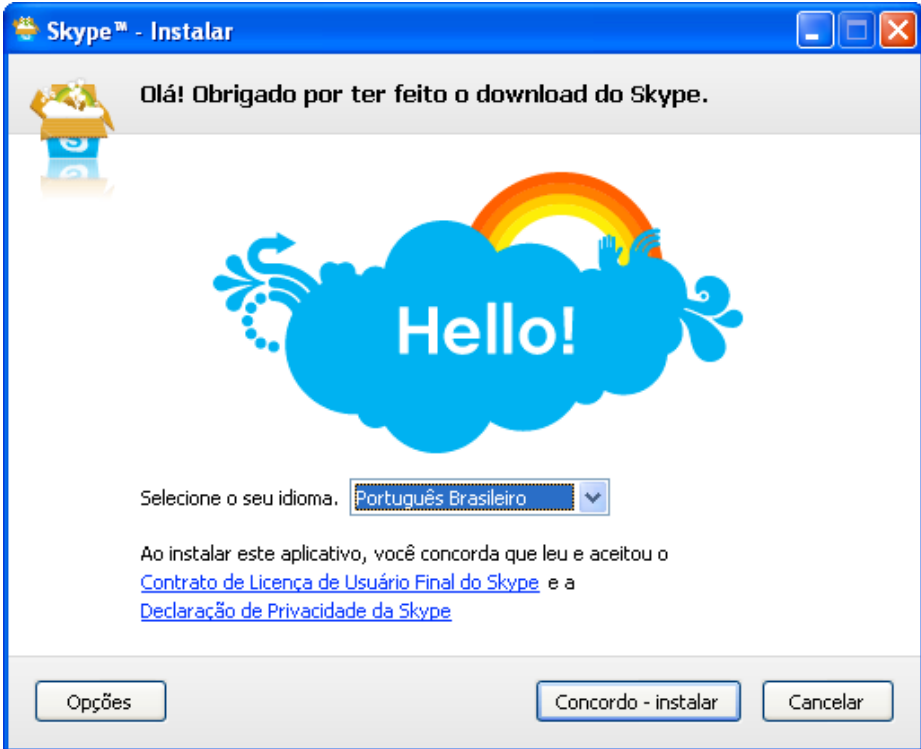 Skype™ - Instalar
Olá! Obrigado por ter feito o download do Skype.
Hello!
Selecione o seu idioma. Português Brasileiro
Ao instalar este aplicativo, você concorda que leu e aceitou o
Contrato de Licença de Usuário Final do Skype e a
Declaração de Privacidade da Skype
Opções Concordo - instalar Cancelar